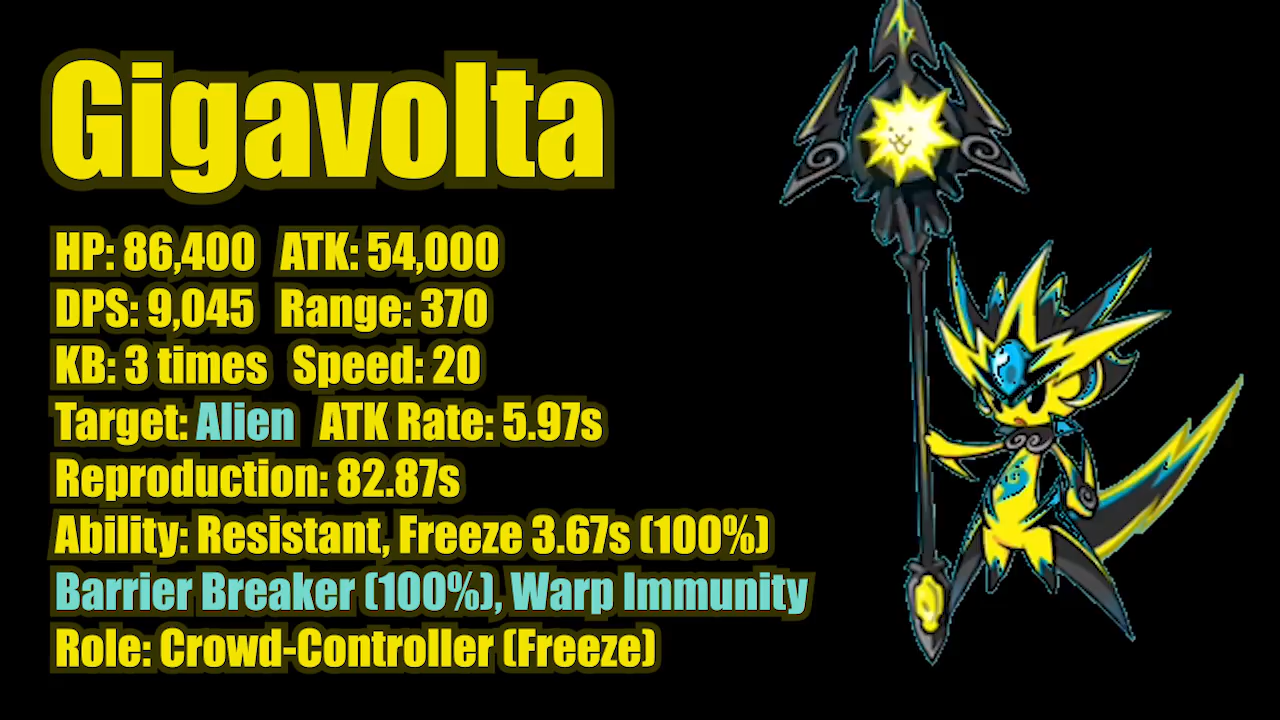 Gigavolta
HP: 86,400 ATK: 54,000
DPS: 9,045 Range: 370
KB: 3 times Speed: 20
Target: Alien ATK Rate: 5.97s
Reproduction: 82.87s
Ability: Resistant, Freeze 3.67s (100%)
Barrier Breaker (100%), Warp Immunity
Role: Crowd-Controller (Freeze)